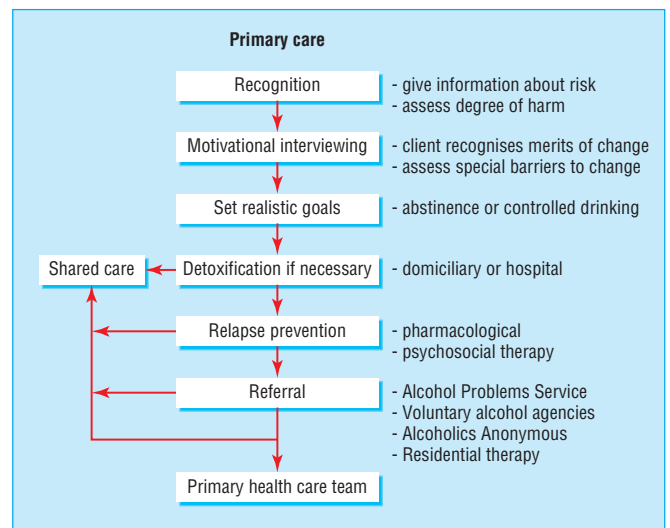 Primary care
Recognition
- give information about risk
- assess degree of harm
Motivational interviewing
- client recognises merits of change
- assess special barriers to change
Set realistic goals
- abstinence or controlled drinking
Shared care
Detoxification if necessary
- domiciliary or hospital
Relapse prevention
- pharmacological
- psychosocial therapy
Referral
- Alcohol Problems Service
- Voluntary alcohol agencies
- Alcoholics Anonymous
- Residential therapy
Primary health care team